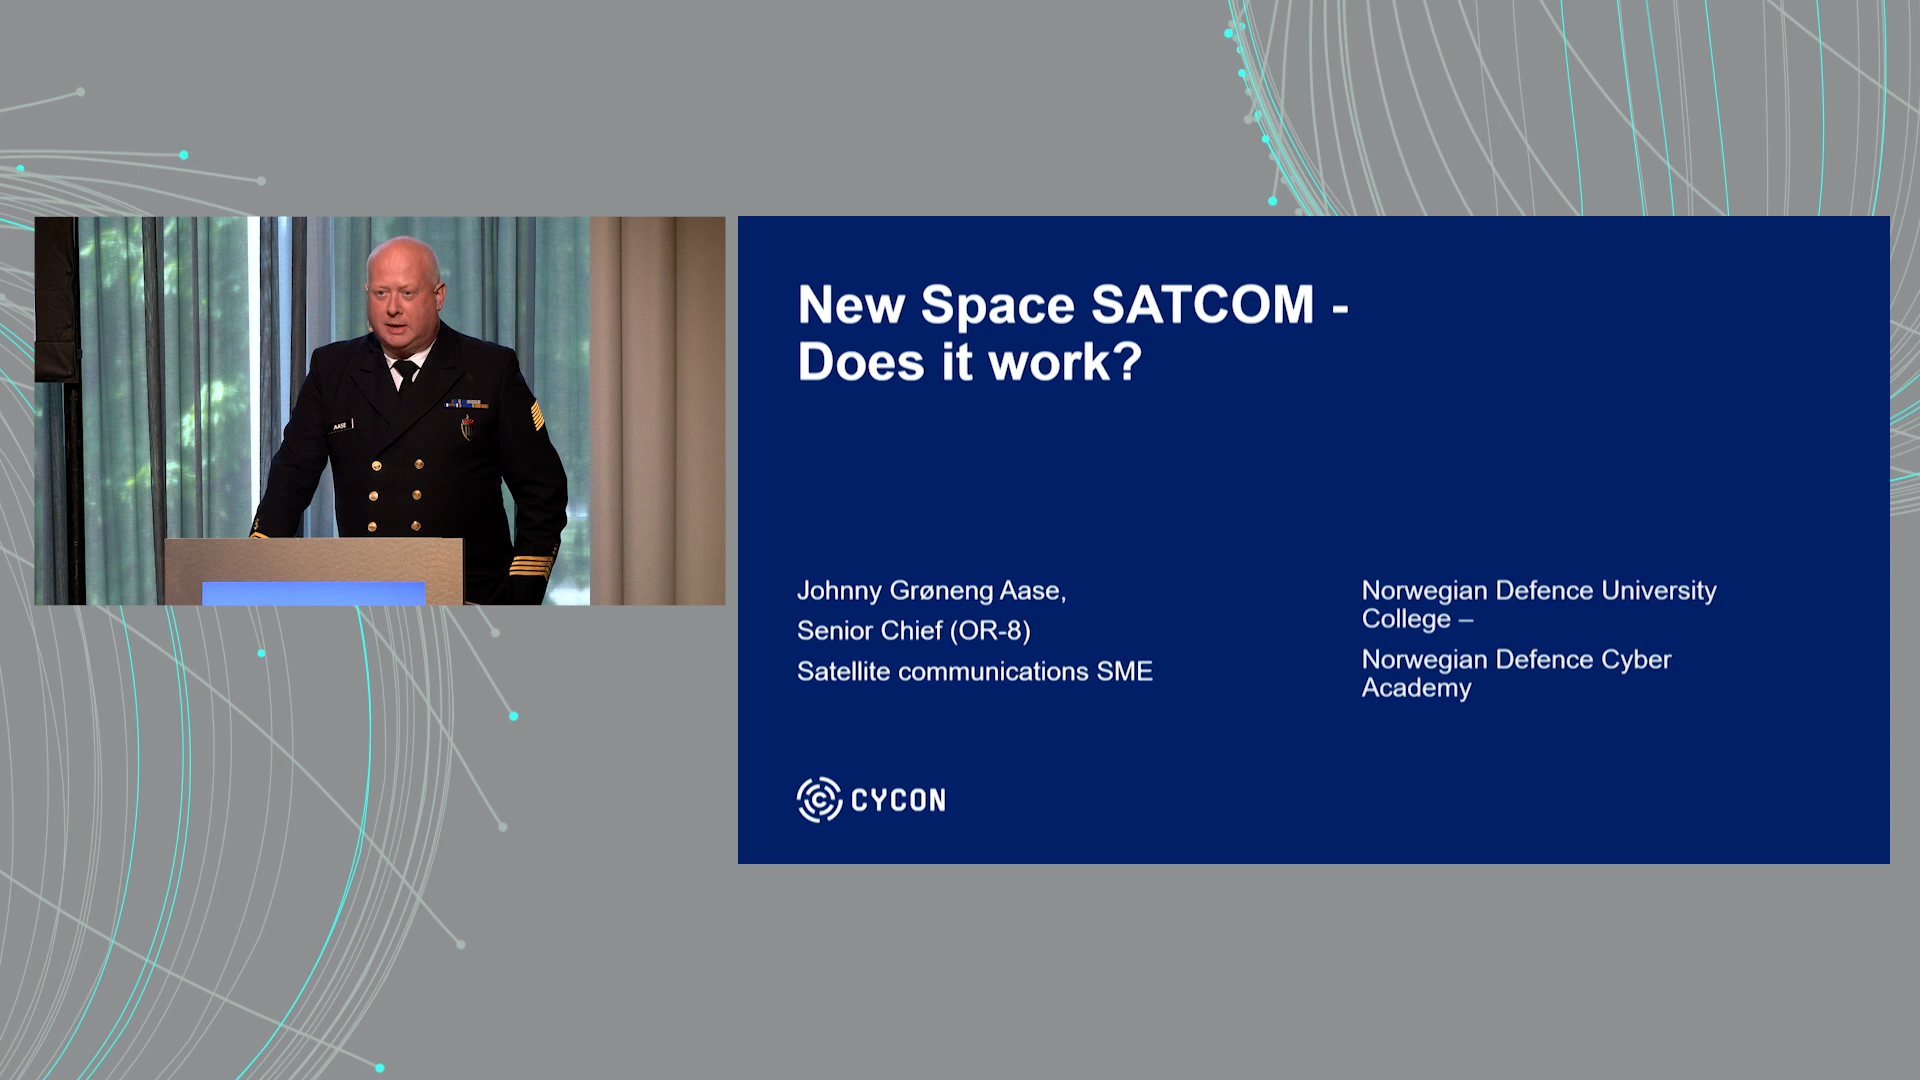 AASE
New Space SATCOM -
Does it work?
Johnny Grøneng Aase,
Senior Chief (OR-8)
Satellite communications SME
Norwegian Defence University
College –
Norwegian Defence Cyber
Academy
CYCON